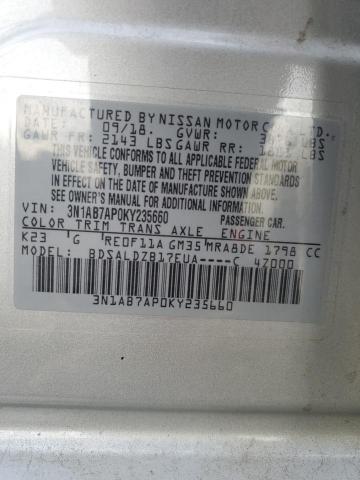 MANUFACTURED BY NISSAN MOTOR CO., LTD.
DATE: 09/18. GVWR: LBS
GAWR FR: 2143 LBS GAWR RR: LBS
THIS VEHICLE CONFORMS TO ALL APPLICABLE FEDERAL MOTOR
VEHICLE SAFETY, BUMPER, AND THEFT PREVENTION STANDARDS
IN EFFECT ON THE DATE OF MANUFACTURE SHOWN ABOVE.
SEE OWNER'S MANUAL FOR ADDITIONAL INFORMATION.
VIN: 3N1AB7AP0KY235660 PASSENGER CAR
COLOR TRIM TRANS AXLE ENGINE
K23 G RE0F11A GM35 MRA8DE 1798 CC
MODEL: BDSALDZB17EUA----C 47000
3N1AB7AP0KY235660